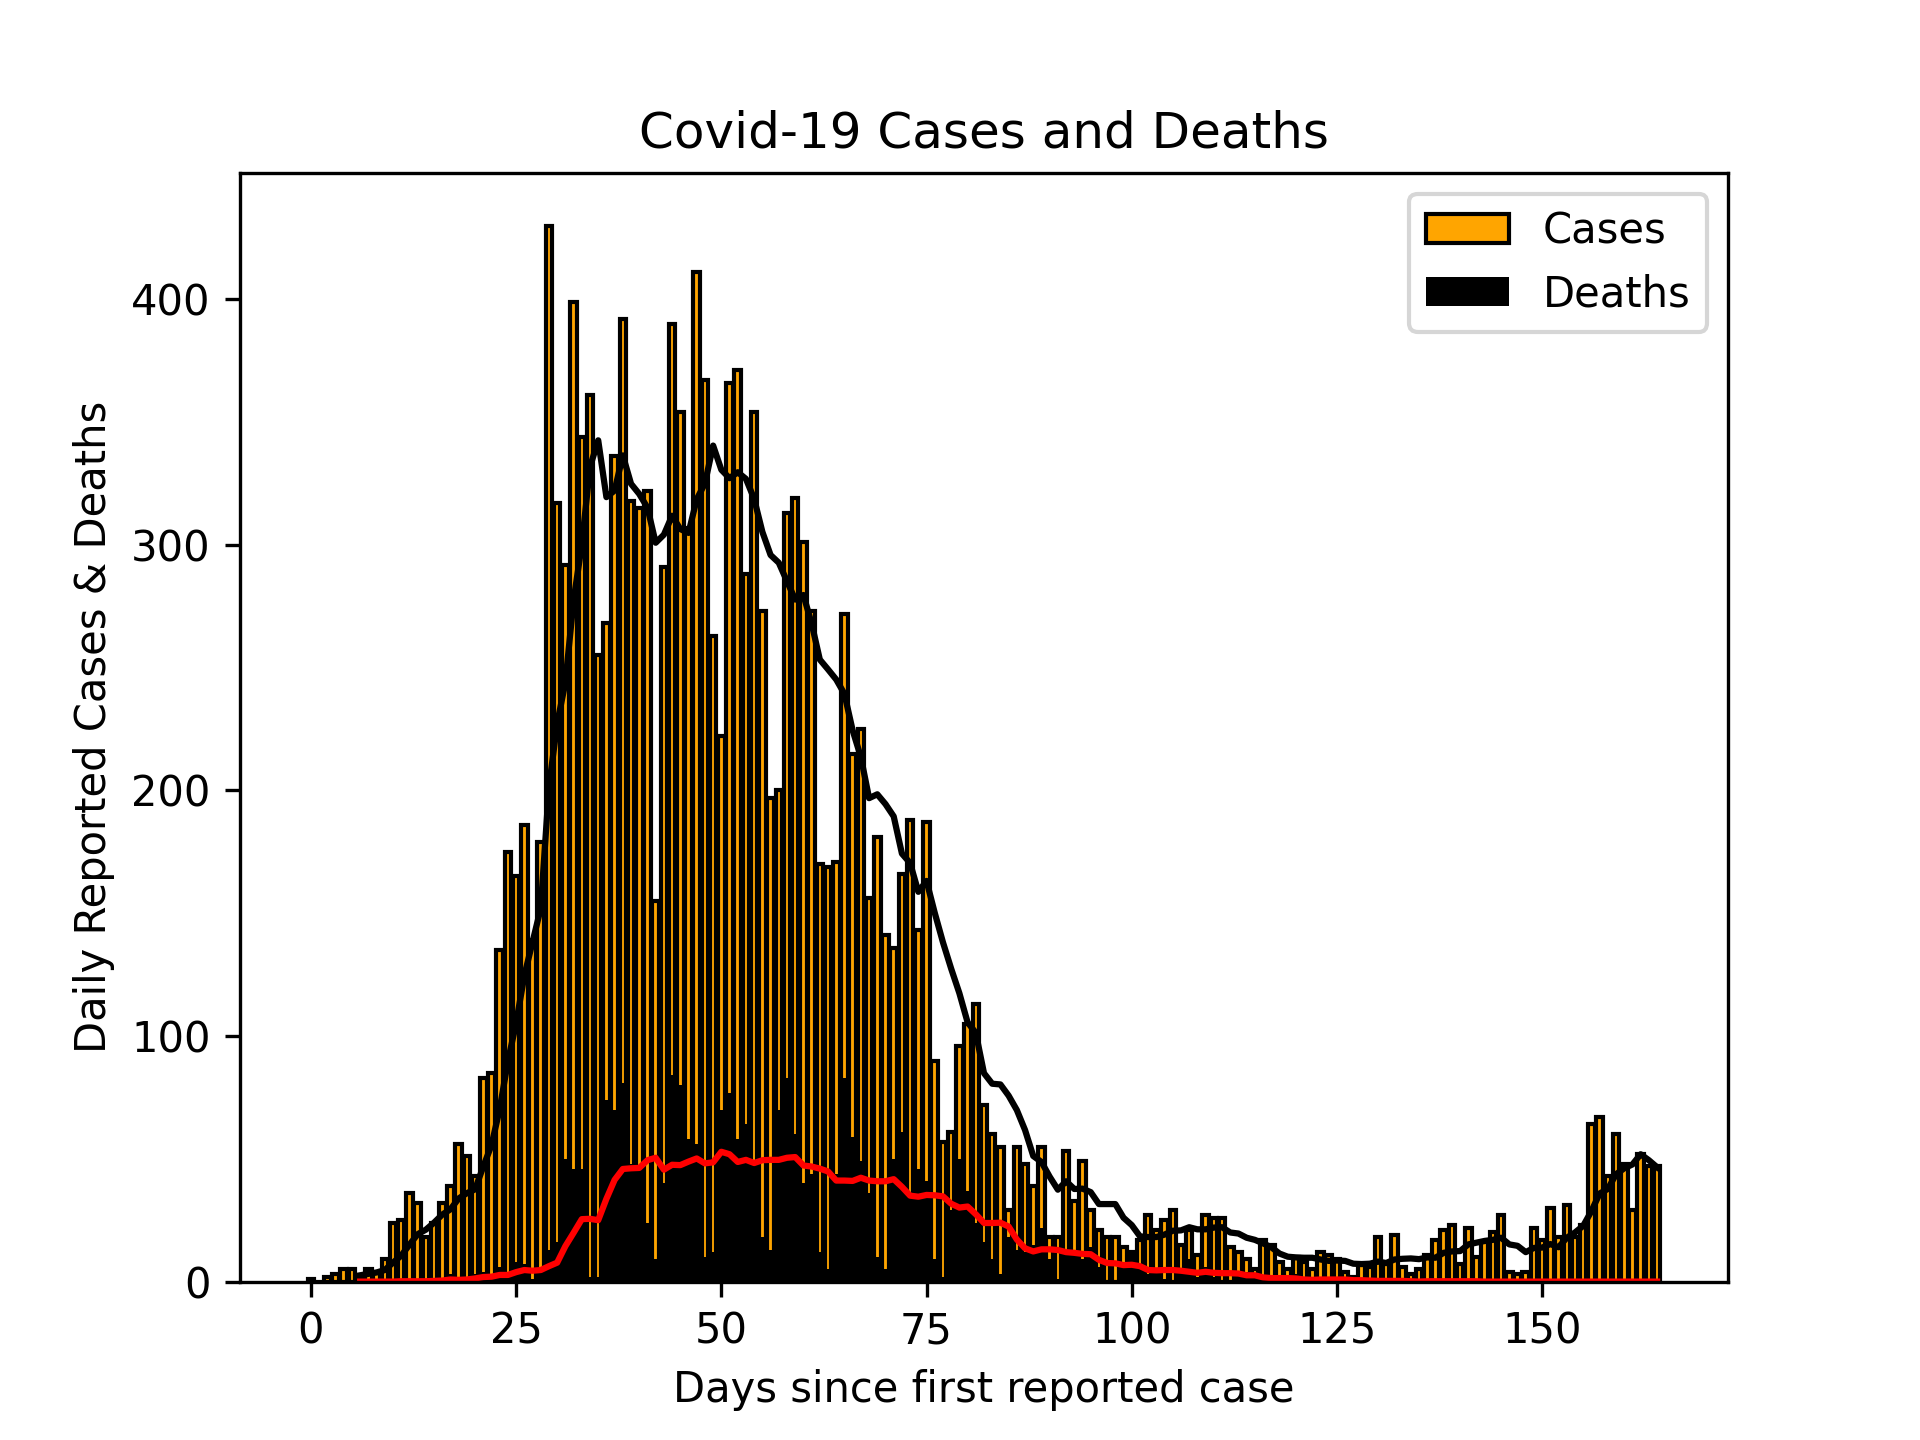 Covid-19 Cases and Deaths
Cases
Deaths
Daily Reported Cases & Deaths
400
300
200
100
0
0 25 50 75 100 125 150
Days since first reported case